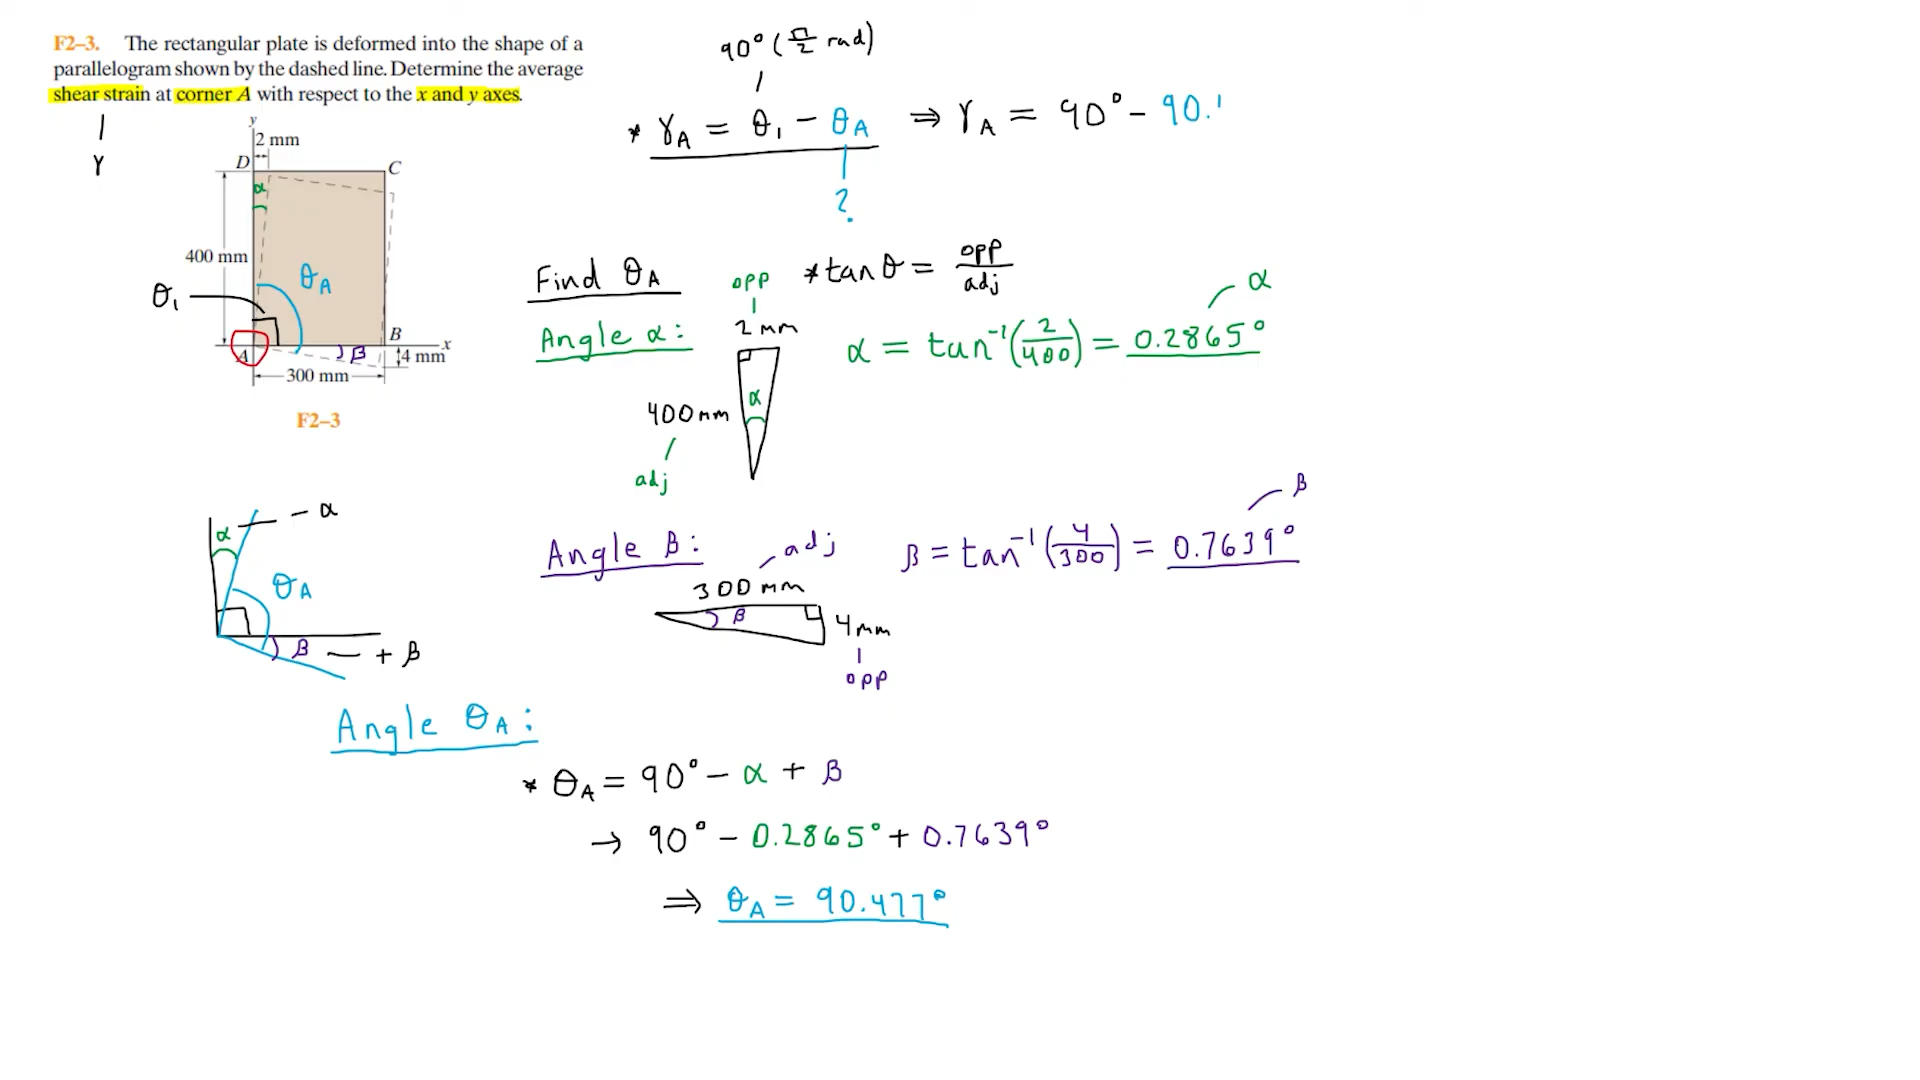 F2–3. The rectangular plate is deformed into the shape of a
parallelogram shown by the dashed line. Determine the average
shear strain at corner A with respect to the x and y axes.
γ
y
2 mm
D
C
α
400 mm
θ₁
θA
A
B
x
β
4 mm
300 mm
F2–3
90° (π/2 rad)
* γA = θ₁ − θA ⇒ γA = 90° − 90.
?
Find θA
* tan θ = opp/adj
Angle α:
opp
2 mm
α
400 mm
adj
α = tan⁻¹(2/400) = 0.2865°
α
Angle β:
adj
300 mm
β
4 mm
opp
β = tan⁻¹(4/300) = 0.7639°
β
α
− α
θA
β
+ β
Angle θA:
* θA = 90° − α + β
→ 90° − 0.2865° + 0.7639°
⇒ θA = 90.477°